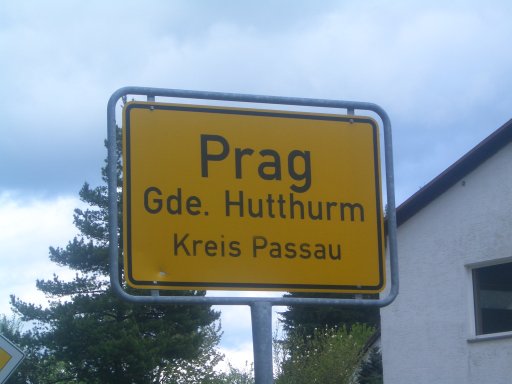 Prag
Gde. Hutthurm
Kreis Passau